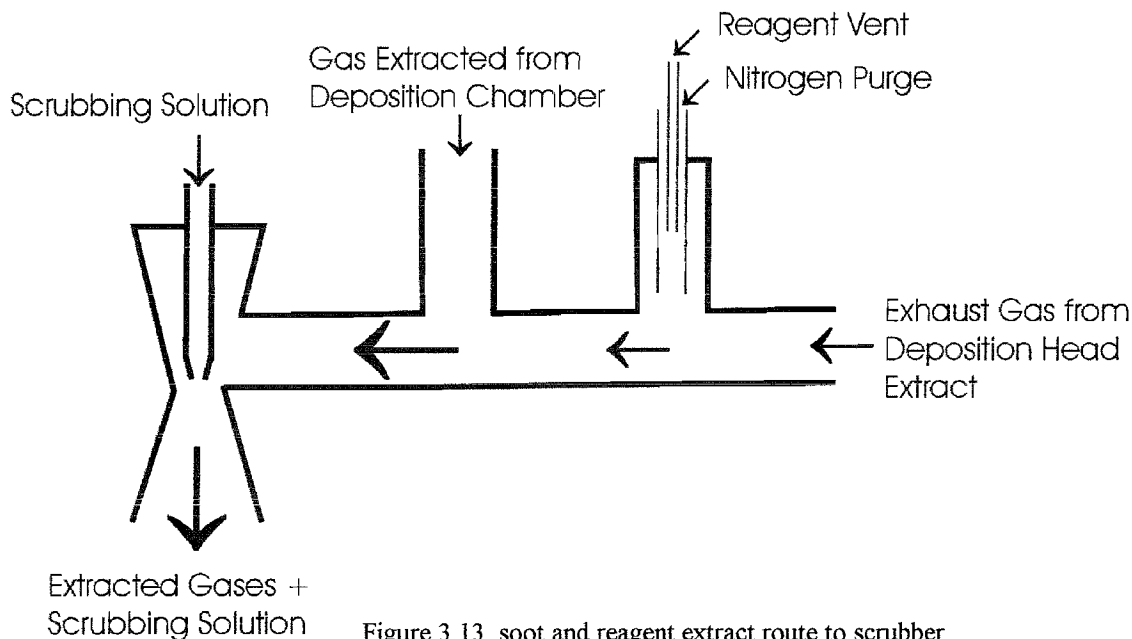 Reagent Vent
Nitrogen Purge
Gas Extracted from
Deposition Chamber
Scrubbing Solution
Exhaust Gas from
Deposition Head
Extract
Extracted Gases +
Scrubbing Solution
Figure 3.13 soot and reagent extract route to scrubber